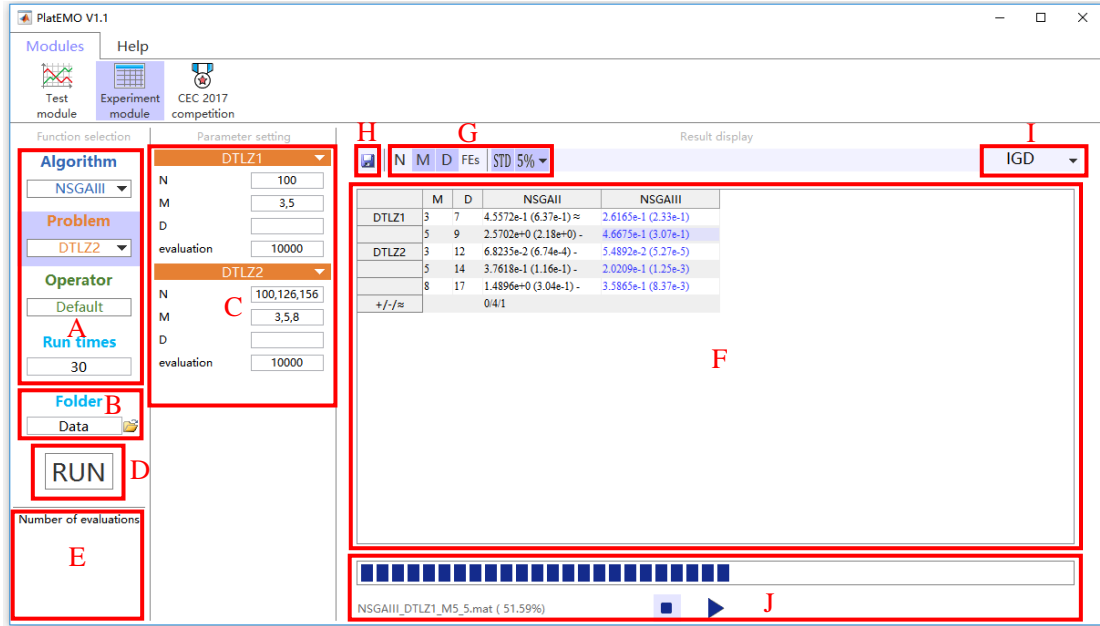 PlatEMO V1.1
Modules Help
Test module
Experiment module
CEC 2017 competition
Function selection
Parameter setting
Result display
Algorithm
NSGAIII
Problem
DTLZ2
Operator
Default
A
Run times
30
Folder
B
Data
RUN
D
Number of evaluations
E
DTLZ1
N 100
M 3,5
D
evaluation 10000
DTLZ2
N 100,126,156
C
M 3,5,8
D
evaluation 10000
H G I
N M D FEs STD 5%
IGD
M D NSGAII NSGAIII
DTLZ1 3 7 4.5572e-1 (6.37e-1) ≈ 2.6165e-1 (2.33e-1)
5 9 2.5702e+0 (2.18e+0) - 4.6675e-1 (3.07e-1)
DTLZ2 3 12 6.8235e-2 (6.74e-4) - 5.4892e-2 (5.27e-5)
5 14 3.7618e-1 (1.16e-1) - 2.0209e-1 (1.25e-3)
8 17 1.4896e+0 (3.04e-1) - 3.5865e-1 (8.37e-3)
+/-/≈ 0/4/1
F
NSGAIII_DTLZ1_M5_5.mat ( 51.59%)
J